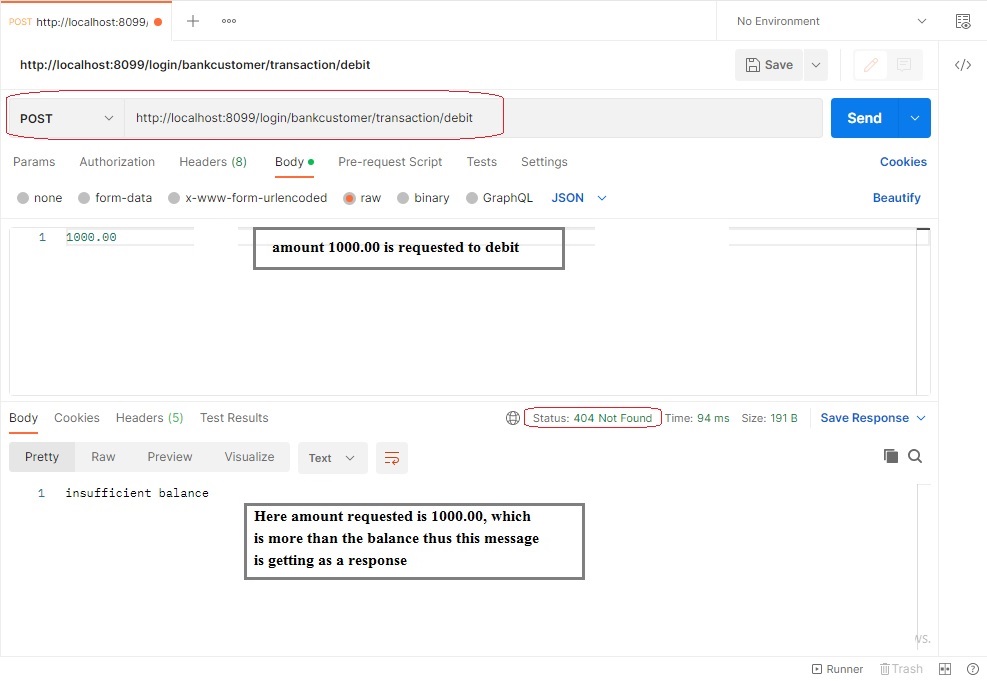 POST http://localhost:8099/ No Environment
http://localhost:8099/login/bankcustomer/transaction/debit Save </>
POST http://localhost:8099/login/bankcustomer/transaction/debit Send
Params Authorization Headers (8) Body Pre-request Script Tests Settings Cookies
none form-data x-www-form-urlencoded raw binary GraphQL JSON Beautify
1 1000.00
amount 1000.00 is requested to debit
Body Cookies Headers (5) Test Results Status: 404 Not Found Time: 94 ms Size: 191 B Save Response
Pretty Raw Preview Visualize Text
1 insufficient balance
Here amount requested is 1000.00, which
is more than the balance thus this message
is getting as a response
ws.
Runner Trash